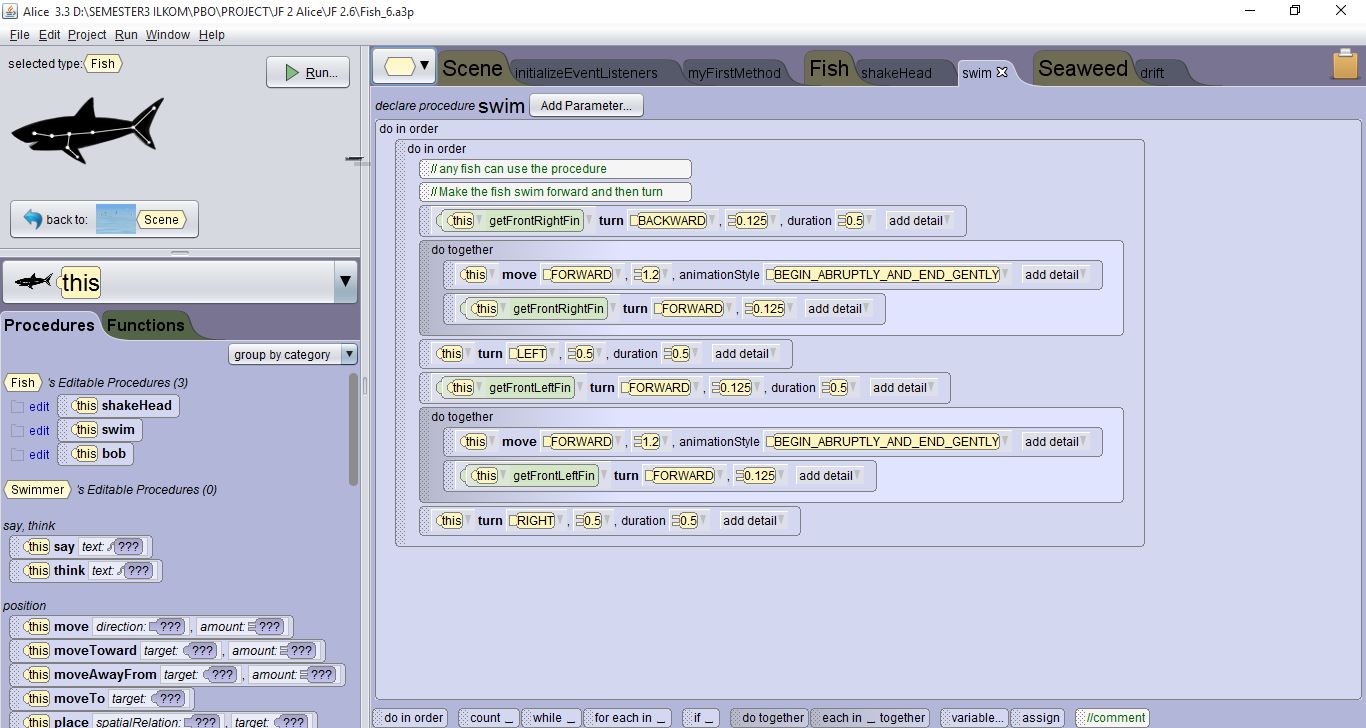 Alice 3.3 D:\SEMESTER3 ILKOM\PBO\PROJECT\JF 2 Alice\JF 2.6\Fish_6.a3p
File Edit Project Run Window Help
selected type: Fish
Run...
back to: Scene
this
Procedures Functions
group by category
Fish 's Editable Procedures (3)
edit this shakeHead
edit this swim
edit this bob
Swimmer 's Editable Procedures (0)
say, think
this say text: ???
this think text: ???
position
this move direction: ??? , amount: ???
this moveToward target: ??? , amount: ???
this moveAwayFrom target: ??? , amount: ???
this moveTo target: ???
this place spatialRelation: ??? , target: ???
Scene initializeEventListeners myFirstMethod Fish shakeHead swim Seaweed drift
declare procedure swim Add Parameter...
do in order
do in order
// any fish can use the procedure
// Make the fish swim forward and then turn
this getFrontRightFin turn BACKWARD , 0.125 , duration 0.5 add detail
do together
this move FORWARD , 1.2 , animationStyle BEGIN_ABRUPTLY_AND_END_GENTLY add detail
this getFrontRightFin turn FORWARD , 0.125 add detail
this turn LEFT , 0.5 , duration 0.5 add detail
this getFrontLeftFin turn FORWARD , 0.125 , duration 0.5 add detail
do together
this move FORWARD , 1.2 , animationStyle BEGIN_ABRUPTLY_AND_END_GENTLY add detail
this getFrontLeftFin turn FORWARD , 0.125 add detail
this turn RIGHT , 0.5 , duration 0.5 add detail
do in order count _ while _ for each in _ if _ do together each in _ together variable... assign //comment